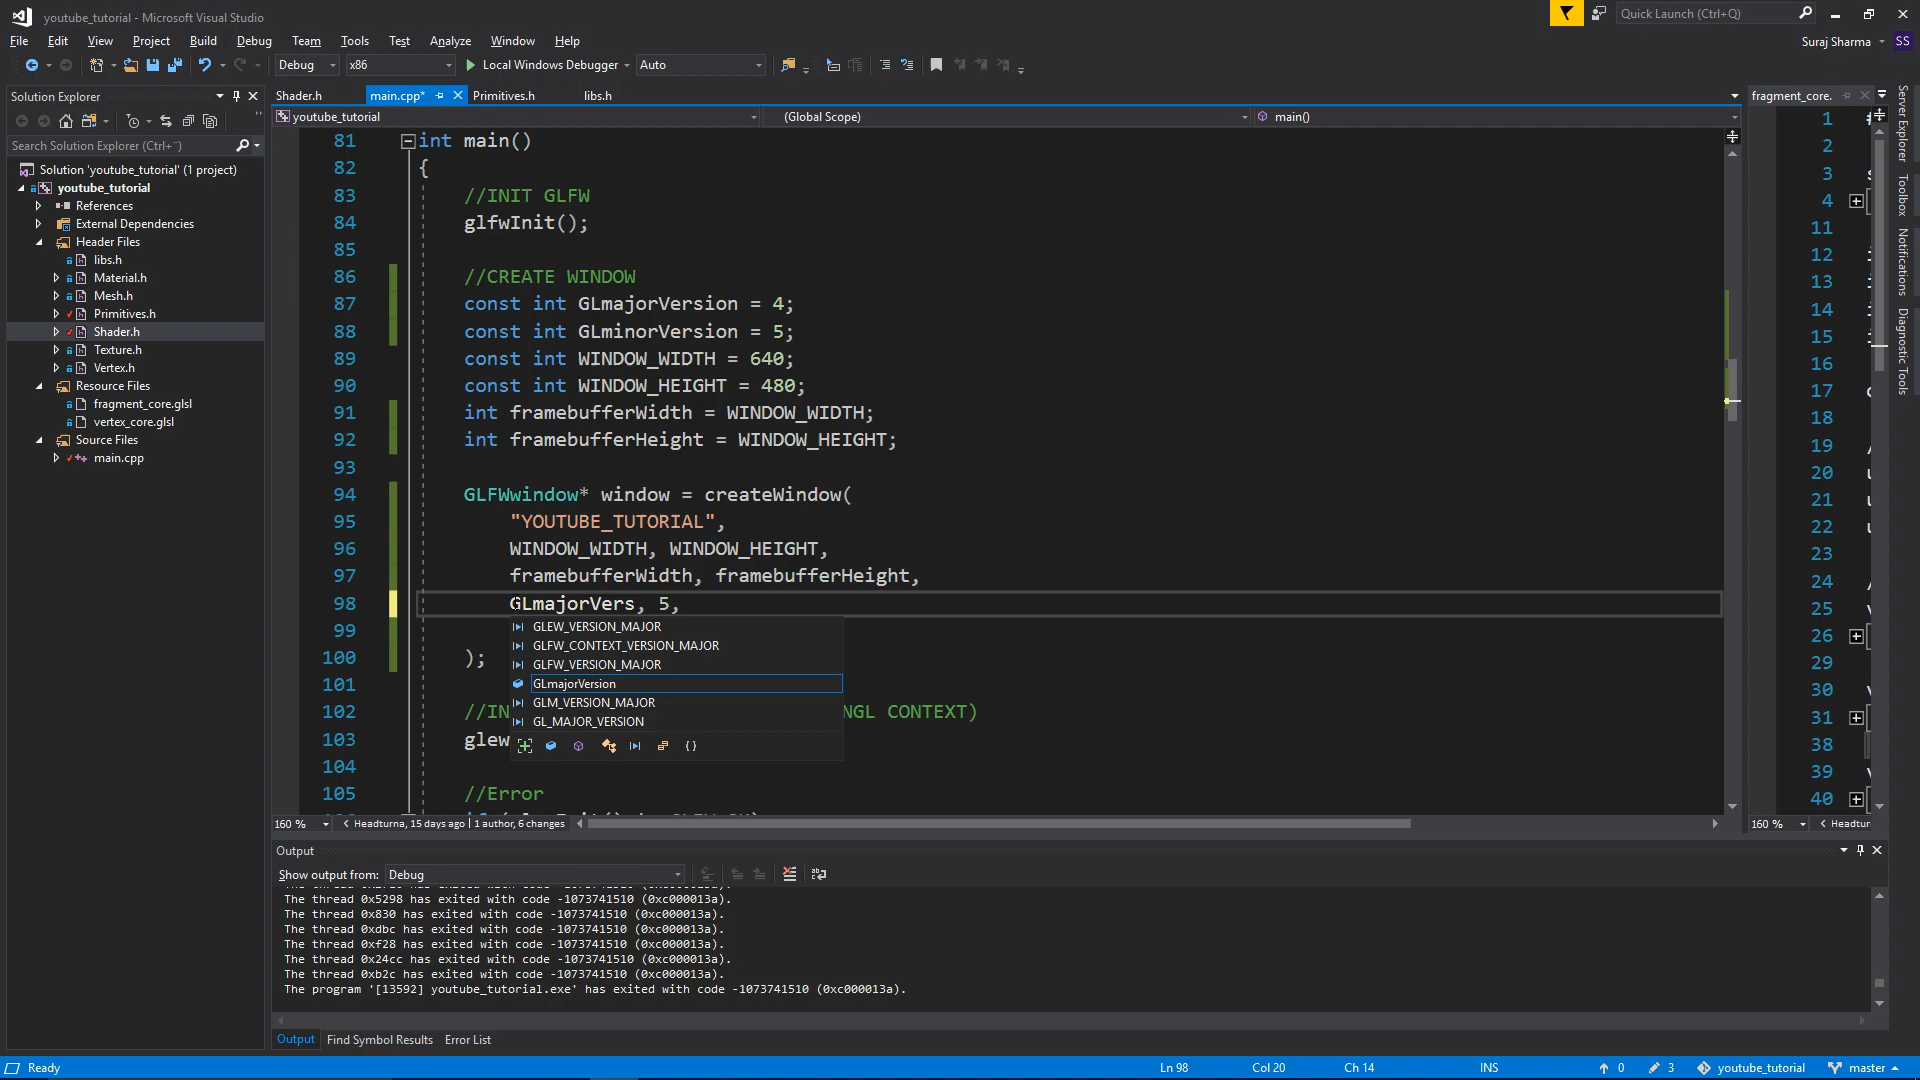 youtube_tutorial - Microsoft Visual Studio
Quick Launch (Ctrl+Q)
File Edit View Project Build Debug Team Tools Test Analyze Window Help
Suraj Sharma SS
Debug x86 Local Windows Debugger Auto
Solution Explorer
Search Solution Explorer (Ctrl+¨)
Solution 'youtube_tutorial' (1 project)
youtube_tutorial
References
External Dependencies
Header Files
libs.h
Material.h
Mesh.h
Primitives.h
Shader.h
Texture.h
Vertex.h
Resource Files
fragment_core.glsl
vertex_core.glsl
Source Files
main.cpp
Shader.h main.cpp* Primitives.h libs.h
youtube_tutorial (Global Scope) main()
81 int main()
82 {
83 //INIT GLFW
84 glfwInit();
85
86 //CREATE WINDOW
87 const int GLmajorVersion = 4;
88 const int GLminorVersion = 5;
89 const int WINDOW_WIDTH = 640;
90 const int WINDOW_HEIGHT = 480;
91 int framebufferWidth = WINDOW_WIDTH;
92 int framebufferHeight = WINDOW_HEIGHT;
93
94 GLFWwindow* window = createWindow(
95 "YOUTUBE_TUTORIAL",
96 WINDOW_WIDTH, WINDOW_HEIGHT,
97 framebufferWidth, framebufferHeight,
98 GLmajorVers, 5,
99
100 );
101
102 //IN NGL CONTEXT)
103 glew
104
105 //Error
GLEW_VERSION_MAJOR
GLFW_CONTEXT_VERSION_MAJOR
GLFW_VERSION_MAJOR
GLmajorVersion
GLM_VERSION_MAJOR
GL_MAJOR_VERSION
160 % Headturna, 15 days ago | 1 author, 6 changes
fragment_core.
1
2
3
4
11
12
13
14
15
16
17
18
19
20
21
22
23
24
25
26
29
30
31
38
39
40
160 % Headtur
Server Explorer
Toolbox
Notifications
Diagnostic Tools
Output
Show output from: Debug
The thread 0x5298 has exited with code -1073741510 (0xc000013a).
The thread 0x830 has exited with code -1073741510 (0xc000013a).
The thread 0xdbc has exited with code -1073741510 (0xc000013a).
The thread 0xf28 has exited with code -1073741510 (0xc000013a).
The thread 0x24cc has exited with code -1073741510 (0xc000013a).
The thread 0xb2c has exited with code -1073741510 (0xc000013a).
The program '[13592] youtube_tutorial.exe' has exited with code -1073741510 (0xc000013a).
Output Find Symbol Results Error List
Ready Ln 98 Col 20 Ch 14 INS 0 3 youtube_tutorial master